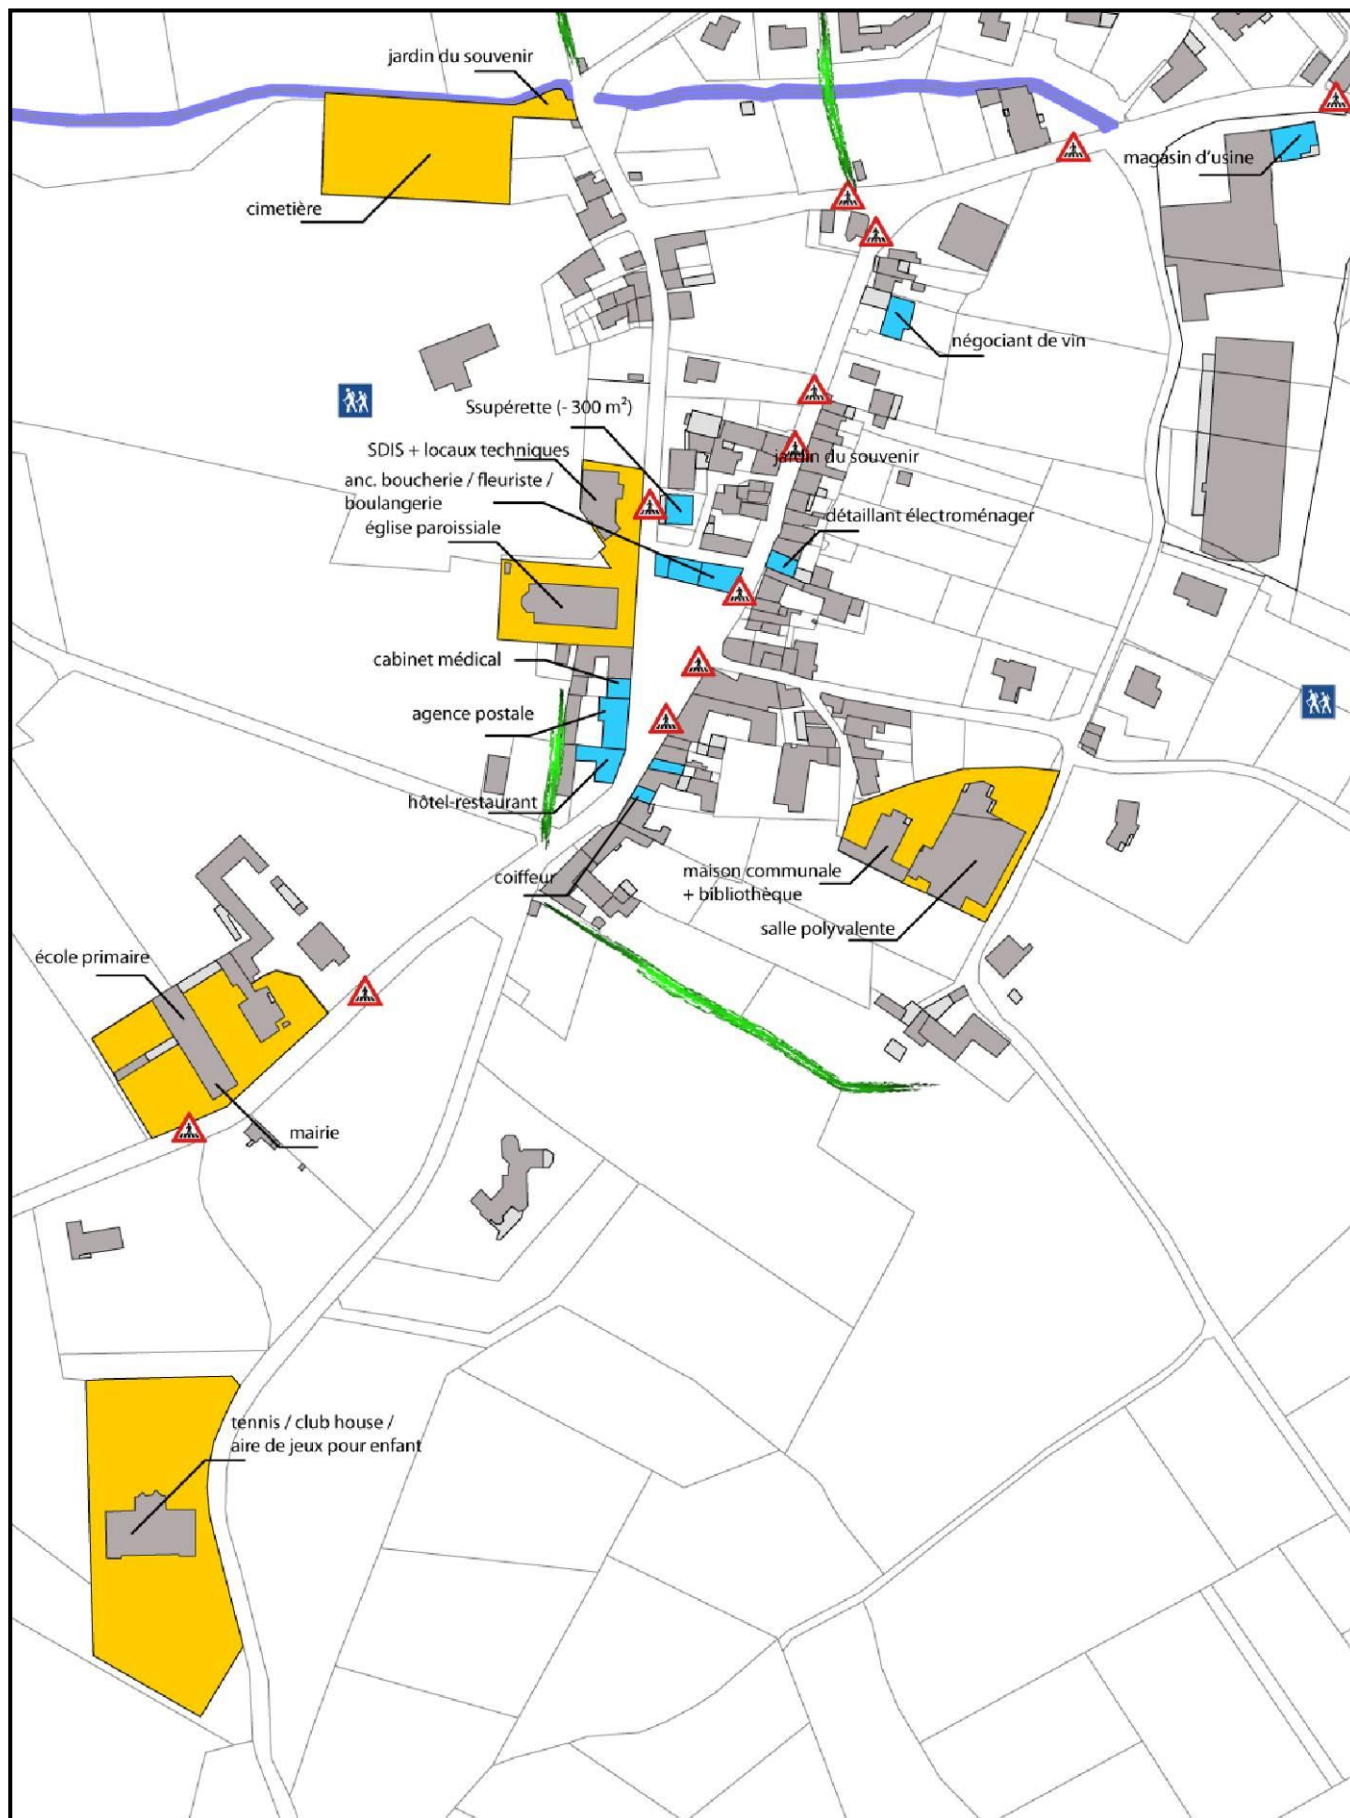 jardin du souvenir
magasin d'usine
cimetière
négociant de vin
Ssupérette (- 300 m²)
SDIS + locaux techniques
jardin du souvenir
anc. boucherie / fleuriste /
boulangerie
détaillant électroménager
église paroissiale
cabinet médical
agence postale
hôtel-restaurant
coiffeur
maison communale
+ bibliothèque
salle polyvalente
école primaire
mairie
tennis / club house /
aire de jeux pour enfant